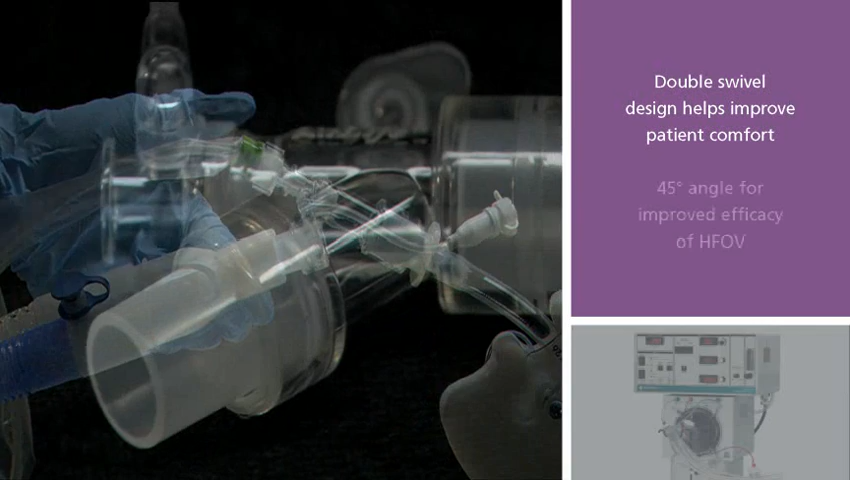 Double swivel
design helps improve
patient comfort
45° angle for
improved efficacy
of HFOV